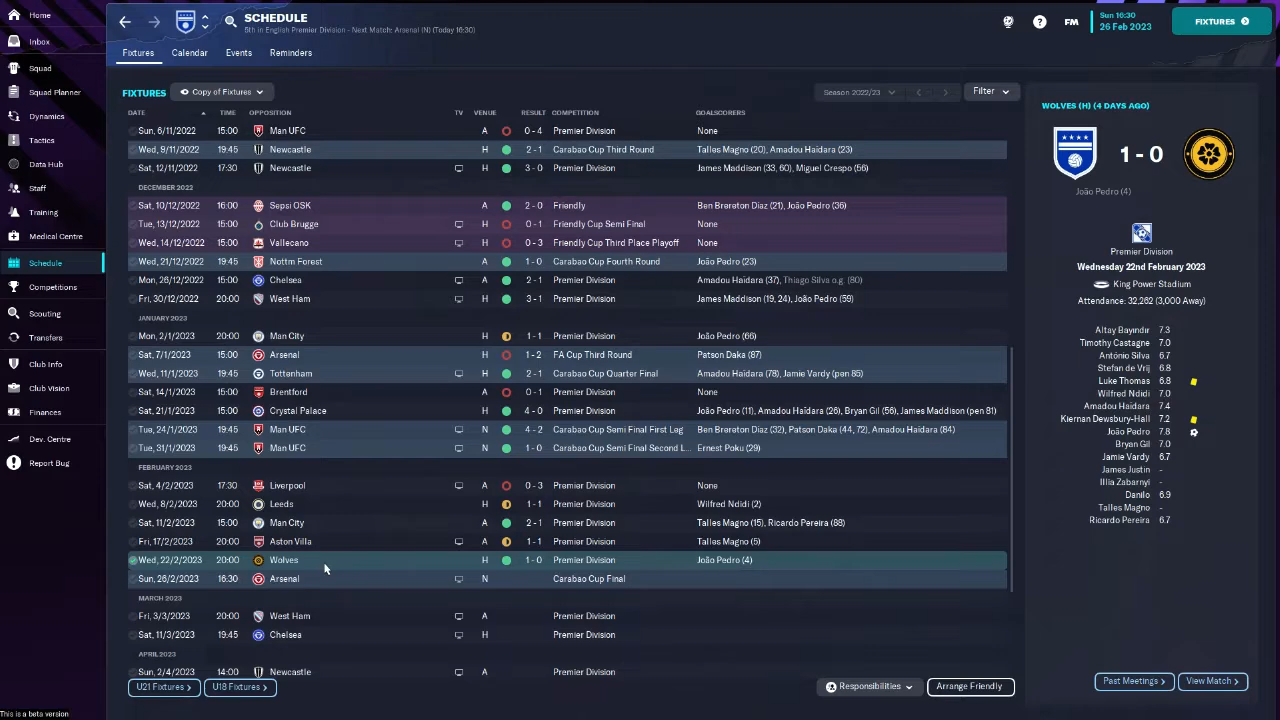 Home
Inbox
Squad
Squad Planner
Dynamics
Tactics
Data Hub
Staff
Training
Medical Centre
Schedule
Competitions
Scouting
Transfers
Club Info
Club Vision
Finances
Dev. Centre
Report Bug
This is a beta version
SCHEDULE
5th in English Premier Division - Next Match: Arsenal (N) (Today 16:30)
FM
Sun 16:30
26 Feb 2023
FIXTURES
Fixtures Calendar Events Reminders
FIXTURES Copy of Fixtures
Season 2022/23
Filter
DATE TIME OPPOSITION TV VENUE RESULT COMPETITION GOALSCORERS
Sun, 6/11/2022 15:00 Man UFC A 0 - 4 Premier Division None
Wed, 9/11/2022 19:45 Newcastle H 2 - 1 Carabao Cup Third Round Talles Magno (20), Amadou Haïdara (23)
Sat, 12/11/2022 17:30 Newcastle H 3 - 0 Premier Division James Maddison (33, 60), Miguel Crespo (56)
DECEMBER 2022
Sat, 10/12/2022 16:00 Sepsi OSK A 2 - 0 Friendly Ben Brereton Díaz (21), João Pedro (36)
Tue, 13/12/2022 15:00 Club Brugge H 0 - 1 Friendly Cup Semi Final None
Wed, 14/12/2022 15:00 Vallecano H 0 - 3 Friendly Cup Third Place Playoff None
Wed, 21/12/2022 19:45 Nottm Forest A 1 - 0 Carabao Cup Fourth Round João Pedro (23)
Mon, 26/12/2022 15:00 Chelsea A 2 - 1 Premier Division Amadou Haïdara (37), Thiago Silva o.g. (80)
Fri, 30/12/2022 20:00 West Ham H 3 - 1 Premier Division James Maddison (19, 24), João Pedro (59)
JANUARY 2023
Mon, 2/1/2023 20:00 Man City H 1 - 1 Premier Division João Pedro (66)
Sat, 7/1/2023 15:00 Arsenal H 1 - 2 FA Cup Third Round Patson Daka (87)
Wed, 11/1/2023 19:45 Tottenham H 2 - 1 Carabao Cup Quarter Final Amadou Haïdara (78), Jamie Vardy (pen 85)
Sat, 14/1/2023 15:00 Brentford A 0 - 1 Premier Division None
Sat, 21/1/2023 15:00 Crystal Palace H 4 - 0 Premier Division João Pedro (11), Amadou Haïdara (26), Bryan Gil (56), James Maddison (pen 81)
Tue, 24/1/2023 19:45 Man UFC N 4 - 2 Carabao Cup Semi Final First Leg Ben Brereton Díaz (32), Patson Daka (44, 72), Amadou Haïdara (84)
Tue, 31/1/2023 19:45 Man UFC N 1 - 0 Carabao Cup Semi Final Second L... Ernest Poku (29)
FEBRUARY 2023
Sat, 4/2/2023 17:30 Liverpool A 0 - 3 Premier Division None
Wed, 8/2/2023 20:00 Leeds H 1 - 1 Premier Division Wilfred Ndidi (2)
Sat, 11/2/2023 15:00 Man City A 2 - 1 Premier Division Talles Magno (15), Ricardo Pereira (88)
Fri, 17/2/2023 20:00 Aston Villa A 1 - 1 Premier Division Talles Magno (5)
Wed, 22/2/2023 20:00 Wolves H 1 - 0 Premier Division João Pedro (4)
Sun, 26/2/2023 16:30 Arsenal N Carabao Cup Final
MARCH 2023
Fri, 3/3/2023 20:00 West Ham A Premier Division
Sat, 11/3/2023 19:45 Chelsea H Premier Division
APRIL 2023
Sun, 2/4/2023 14:00 Newcastle A Premier Division
U21 Fixtures > U18 Fixtures > Responsibilities Arrange Friendly
WOLVES (H) (4 DAYS AGO)
1 - 0
João Pedro (4)
Premier Division
Wednesday 22nd February 2023
King Power Stadium
Attendance: 32,262 (3,000 Away)
Altay Bayındır 7.3
Timothy Castagne 7.0
António Silva 6.7
Stefan de Vrij 6.8
Luke Thomas 6.8
Wilfred Ndidi 7.0
Amadou Haïdara 7.4
Kiernan Dewsbury-Hall 7.2
João Pedro 7.8
Bryan Gil 7.0
Jamie Vardy 6.7
James Justin -
Illia Zabarnyi -
Danilo 6.9
Talles Magno -
Ricardo Pereira 6.7
Past Meetings > View Match >